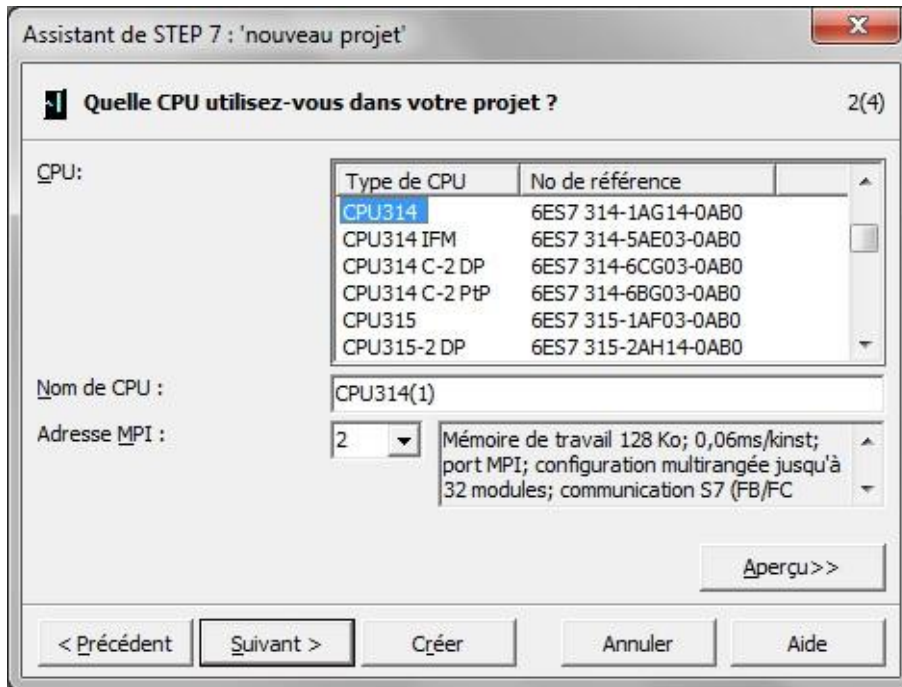 Assistant de STEP 7 : 'nouveau projet'
Quelle CPU utilisez-vous dans votre projet ? 2(4)
CPU:
Type de CPU No de référence
CPU314 6ES7 314-1AG14-0AB0
CPU314 IFM 6ES7 314-5AE03-0AB0
CPU314 C-2 DP 6ES7 314-6CG03-0AB0
CPU314 C-2 PtP 6ES7 314-6BG03-0AB0
CPU315 6ES7 315-1AF03-0AB0
CPU315-2 DP 6ES7 315-2AH14-0AB0
Nom de CPU : CPU314(1)
Adresse MPI : 2
Mémoire de travail 128 Ko; 0,06ms/kinst;
port MPI; configuration multirangée jusqu'à
32 modules; communication S7 (FB/FC
Aperçu>>
< Précédent Suivant > Créer Annuler Aide